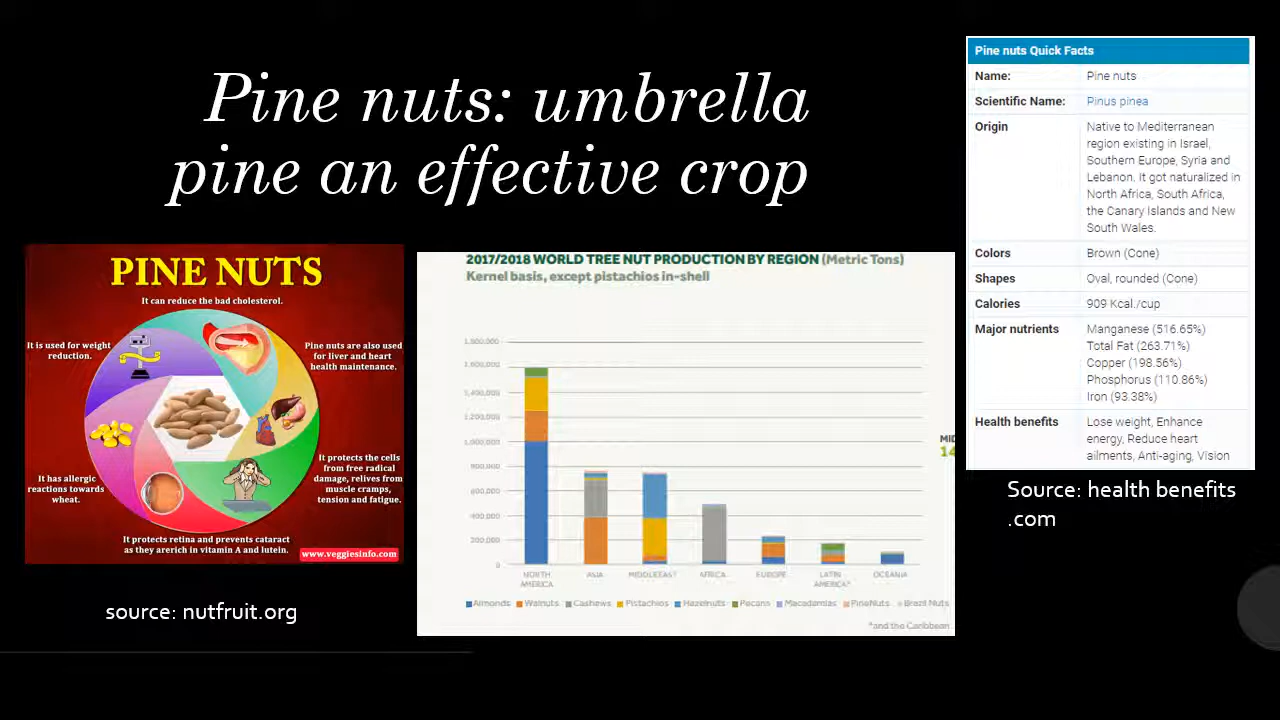 Pine nuts: umbrella
pine an effective crop
PINE NUTS
It can reduce the bad cholesterol.
It is used for weight
reduction.
Pine nuts are also used
for liver and heart
health maintenance.
It protects the cells
from free radical
damage, relives from
muscle cramps,
tension and fatigue.
It has allergic
reactions towards
wheat.
It protects retina and prevents cataract
as they arerich in vitamin A and lutein.
www.veggiesinfo.com
source: nutfruit.org
2017/2018 WORLD TREE NUT PRODUCTION BY REGION (Metric Tons)
Kernel basis, except pistachios in-shell
1,800,000
1,600,000
1,400,000
1,200,000
1,000,000
800,000
600,000
400,000
200,000
0
NORTH AMERICA ASIA MIDDLE EAST AFRICA EUROPE LATIN AMERICA* OCEANIA
Almonds Walnuts Cashews Pistachios Hazelnuts Pecans Macadamias PineNuts Brazil Nuts
*and the Caribbean
MID
14
Pine nuts Quick Facts
Name: Pine nuts
Scientific Name: Pinus pinea
Origin Native to Mediterranean
region existing in Israel,
Southern Europe, Syria and
Lebanon. It got naturalized in
North Africa, South Africa,
the Canary Islands and New
South Wales.
Colors Brown (Cone)
Shapes Oval, rounded (Cone)
Calories 909 Kcal./cup
Major nutrients Manganese (516.65%)
Total Fat (263.71%)
Copper (198.56%)
Phosphorus (110.86%)
Iron (93.38%)
Health benefits Lose weight, Enhance
energy, Reduce heart
ailments, Anti-aging, Vision
Source: health benefits
.com